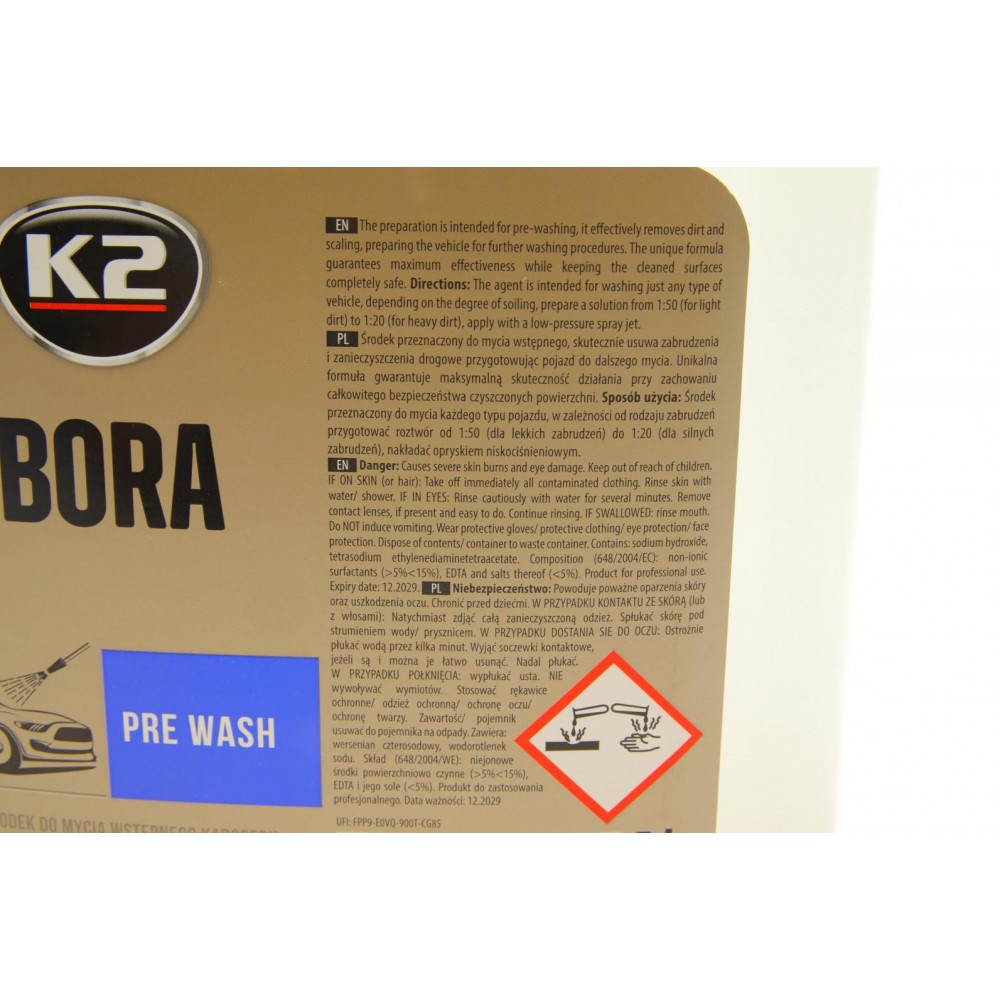 K2
BORA
PRE WASH
EN The preparation is intended for pre-washing, it effectively removes dirt and
scaling, preparing the vehicle for further washing procedures. The unique formula
guarantees maximum effectiveness while keeping the cleaned surfaces
completely safe. Directions: The agent is intended for washing just any type of
vehicle, depending on the degree of soiling, prepare a solution from 1:50 (for light
dirt) to 1:20 (for heavy dirt), apply with a low-pressure spray jet.
PL Środek przeznaczony do mycia wstępnego, skutecznie usuwa zabrudzenia
i zanieczyszczenia drogowe przygotowując pojazd do dalszego mycia. Unikalna
formuła gwarantuje maksymalną skuteczność działania przy zachowaniu
całkowitego bezpieczeństwa czyszczonych powierzchni. Sposób użycia: Środek
przeznaczony do mycia każdego typu pojazdu, w zależności od rodzaju zabrudzeń
przygotować roztwór od 1:50 (dla lekkich zabrudzeń) do 1:20 (dla silnych
zabrudzeń), nakładać opryskiem niskociśnieniowym.
EN Danger: Causes severe skin burns and eye damage. Keep out of reach of children.
IF ON SKIN (or hair): Take off immediately all contaminated clothing. Rinse skin with
water/ shower. IF IN EYES: Rinse cautiously with water for several minutes. Remove
contact lenses, if present and easy to do. Continue rinsing. IF SWALLOWED: rinse mouth.
Do NOT induce vomiting. Wear protective gloves/ protective clothing/ eye protection/ face
protection. Dispose of contents/ container to waste container. Contains: sodium hydroxide,
tetrasodium ethylenediaminetetraacetate. Composition (648/2004/EC): non-ionic
surfactants (>5%<15%), EDTA and salts thereof (<5%). Product for professional use.
Expiry date: 12.2029. PL Niebezpieczeństwo: Powoduje poważne oparzenia skóry
oraz uszkodzenia oczu. Chronić przed dziećmi. W PRZYPADKU KONTAKTU ZE SKÓRĄ (lub
z włosami): Natychmiast zdjąć całą zanieczyszczoną odzież. Spłukać skórę pod
strumieniem wody/ prysznicem. W PRZYPADKU DOSTANIA SIE DO OCZU: Ostrożnie
płukać wodą przez kilka minut. Wyjąć soczewki kontaktowe,
jeżeli są i można je łatwo usunąć. Nadal płukać.
W PRZYPADKU POŁKNIĘCIA: wypłukać usta. NIE
wywoływać wymiotów. Stosować rękawice
ochronne/ odzież ochronną/ ochronę oczu/
ochronę twarzy. Zawartość/ pojemnik
usuwać do pojemnika na odpady. Zawiera:
wersenian czterosodowy, wodorotlenek
sodu. Skład (648/2004/WE): niejonowe
środki powierzchniowo czynne (>5%<15%),
EDTA i jego sole (<5%). Produkt do zastosowania
profesjonalnego. Data ważności: 12.2029
UFI: FPP9-E0VQ-900T-CG85